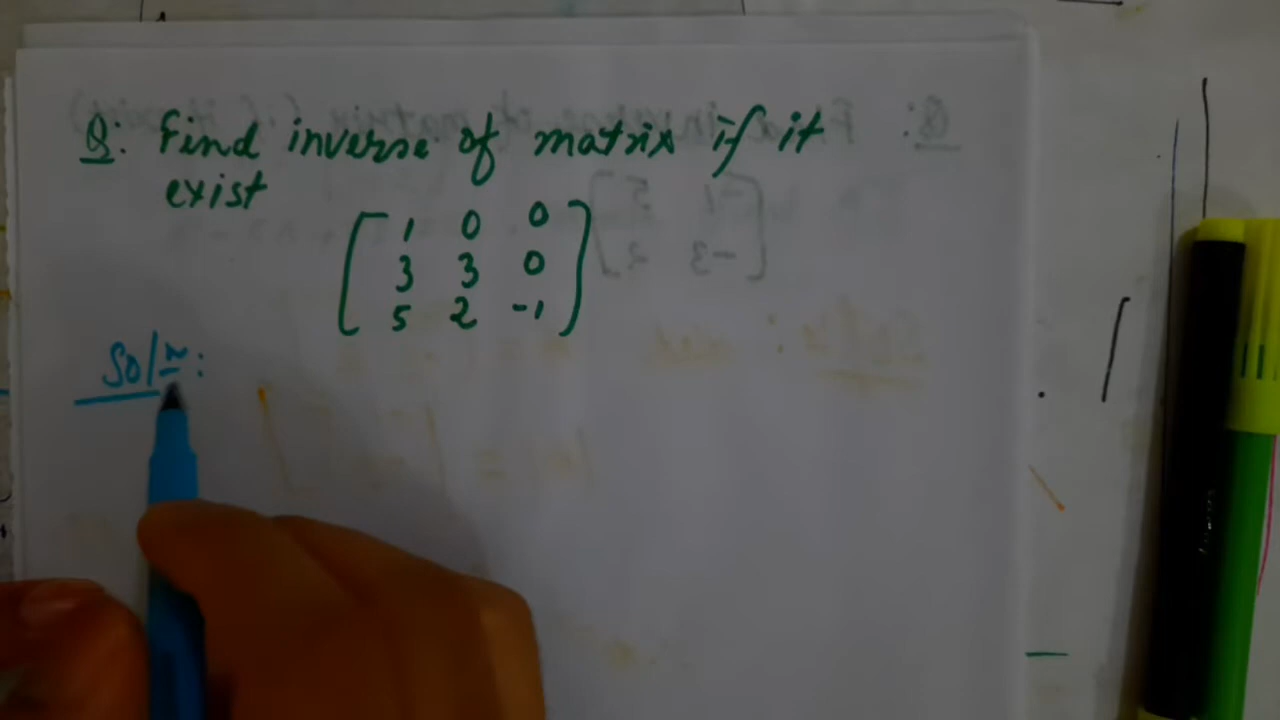 Q: Find inverse of matrix if it
exist
1 0 0
3 3 0
5 2 -1
Sol/n: